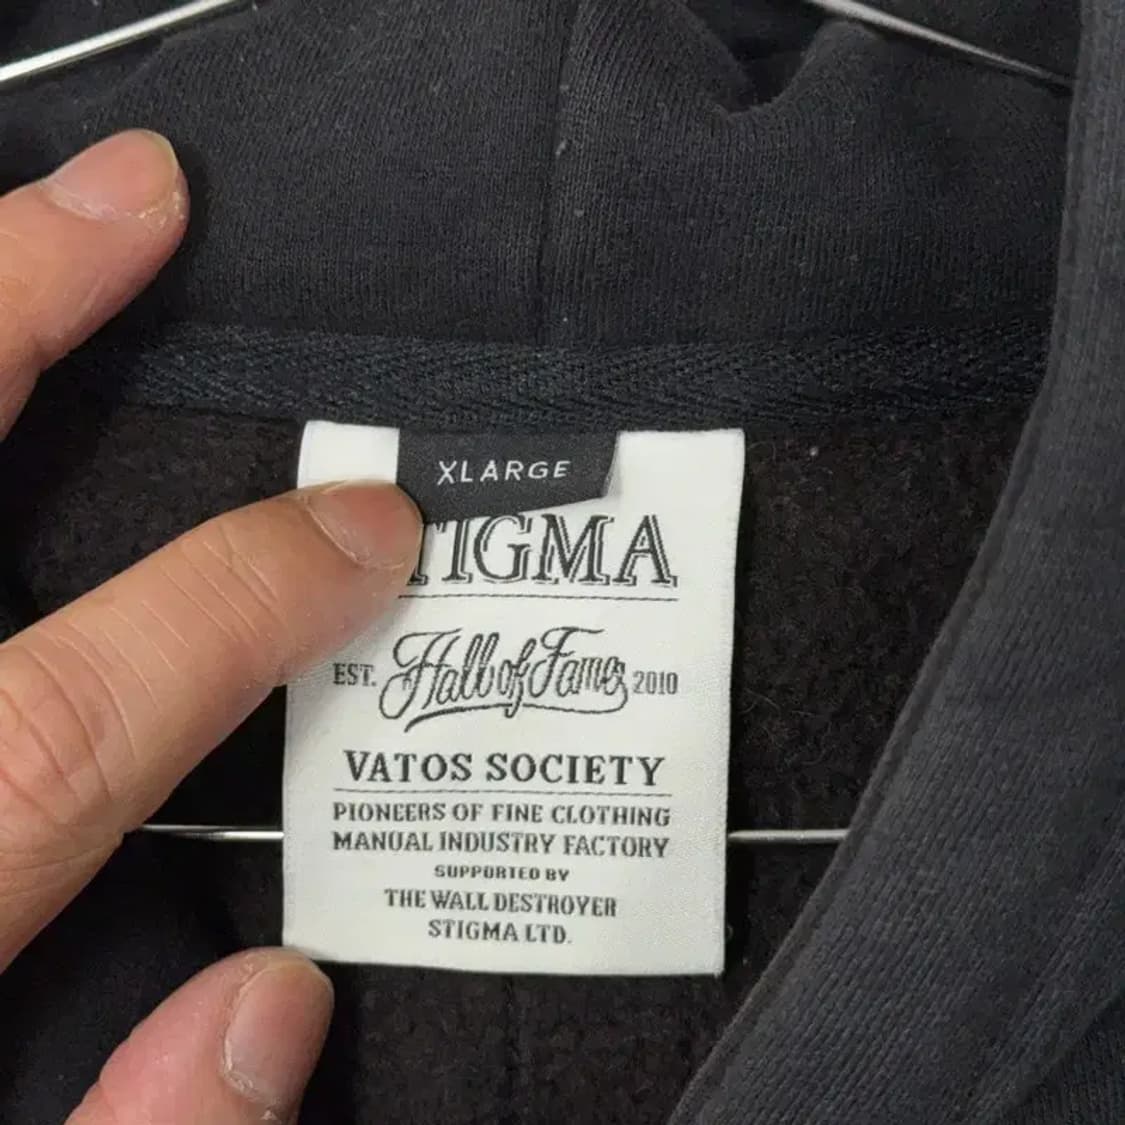 XLARGE
TIGMA
EST. Hall of Fame 2010
VATOS SOCIETY
PIONEERS OF FINE CLOTHING
MANUAL INDUSTRY FACTORY
SUPPORTED BY
THE WALL DESTROYER
STIGMA LTD.